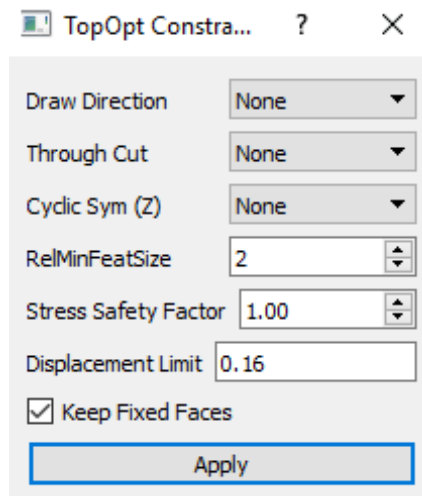 TopOpt Constra... ?
Draw Direction None
Through Cut None
Cyclic Sym (Z) None
RelMinFeatSize 2
Stress Safety Factor 1.00
Displacement Limit 0.16
Keep Fixed Faces
Apply